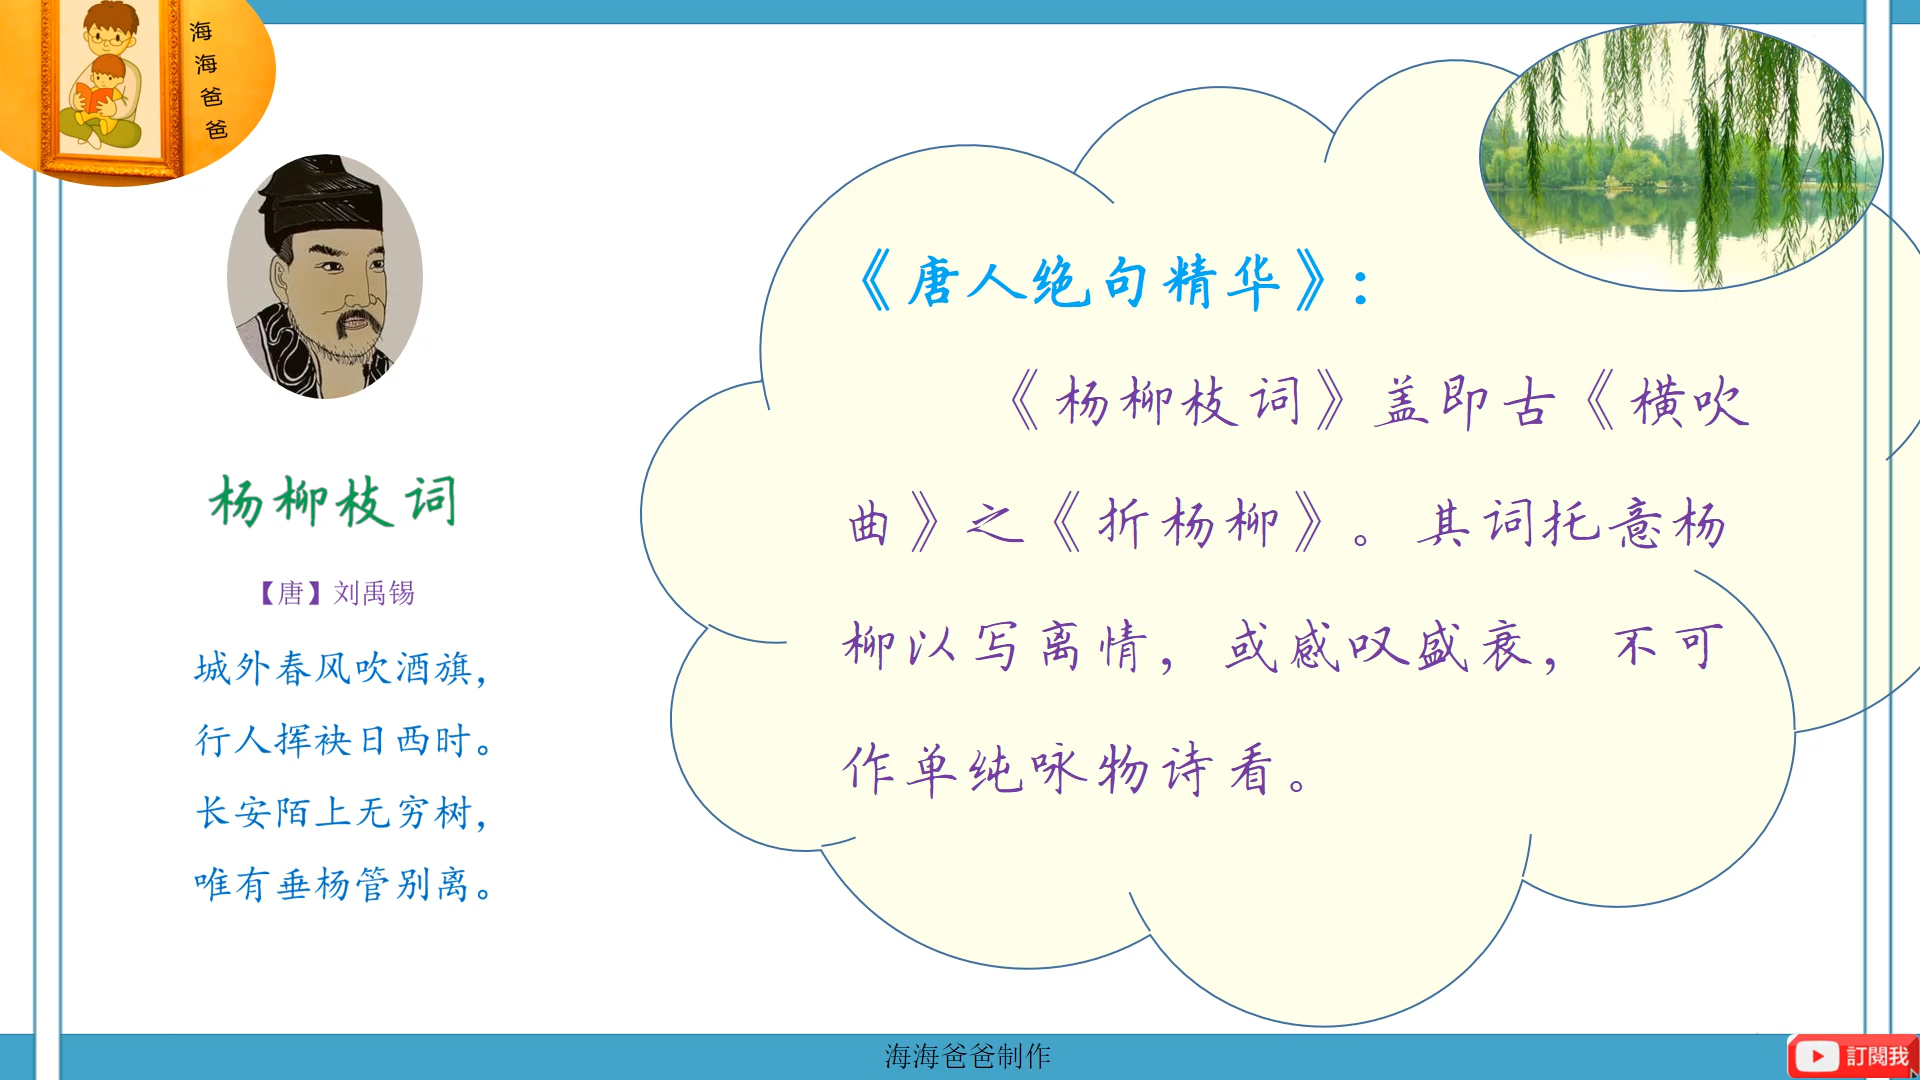 海海爸爸
杨柳枝词
【唐】刘禹锡
城外春风吹酒旗，
行人挥袂日西时。
长安陌上无穷树，
唯有垂杨管别离。
《唐人绝句精华》：
《杨柳枝词》盖即古《横吹
曲》之《折杨柳》。其词托意杨
柳以写离情，或感叹盛衰，不可
作单纯咏物诗看。
海海爸爸制作
訂閱我